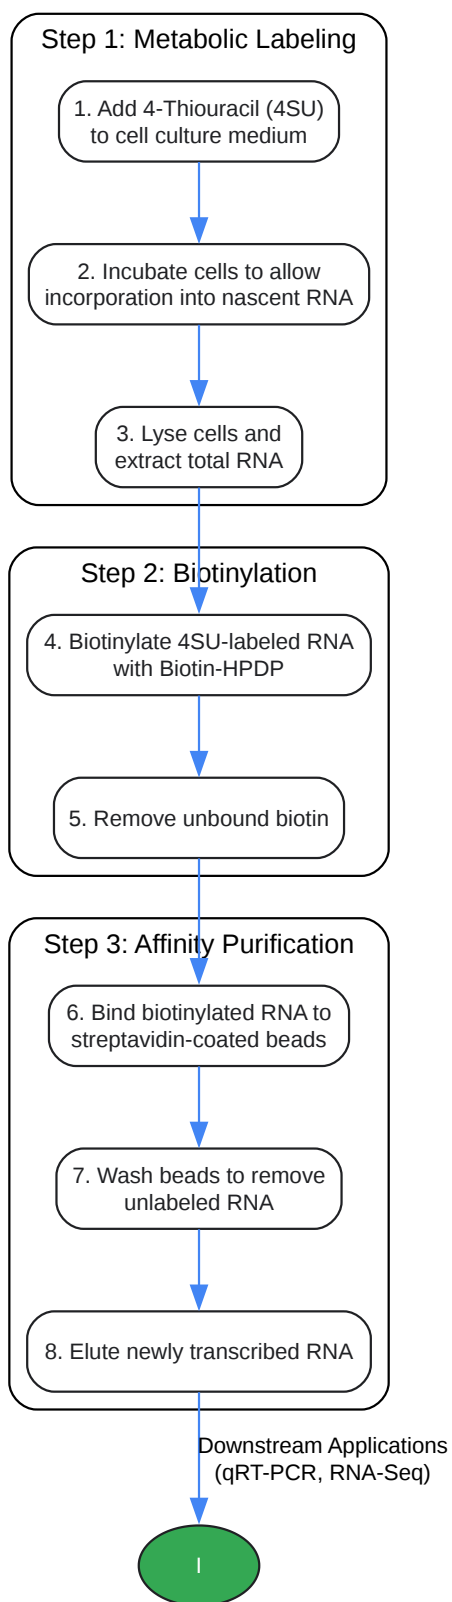 Step 1: Metabolic Labeling
1. Add 4-Thiouracil (4SU)
to cell culture medium
2. Incubate cells to allow
incorporation into nascent RNA
3. Lyse cells and
extract total RNA
Step 2: Biotinylation
4. Biotinylate 4SU-labeled RNA
with Biotin-HPDP
5. Remove unbound biotin
Step 3: Affinity Purification
6. Bind biotinylated RNA to
streptavidin-coated beads
7. Wash beads to remove
unlabeled RNA
8. Elute newly transcribed RNA
Downstream Applications
(qRT-PCR, RNA-Seq)
I